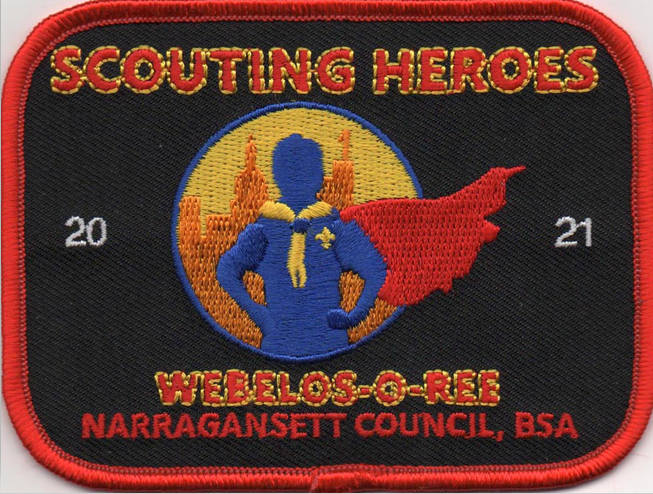 SCOUTING HEROES
20 21
WEBELOS-O-REE
NARRAGANSETT COUNCIL, BSA